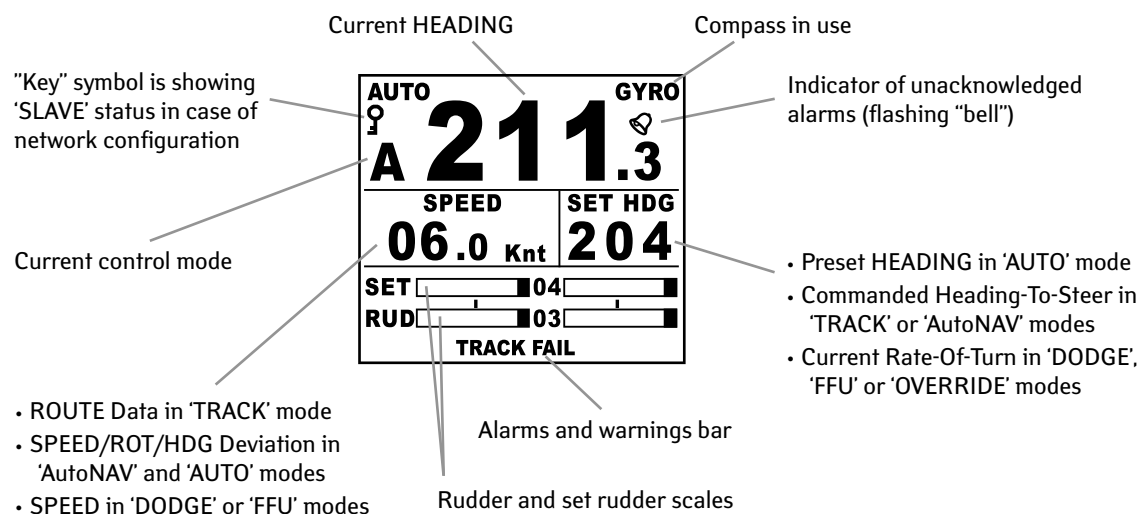 Current HEADING
Compass in use
"Key" symbol is showing
‘SLAVE’ status in case of
network configuration
Indicator of unacknowledged
alarms (flashing “bell”)
AUTO
GYRO
211.3
A
SPEED
SET HDG
06.0 Knt
204
SET
04
RUD
03
TRACK FAIL
Current control mode
• Preset HEADING in ‘AUTO’ mode
• Commanded Heading-To-Steer in
‘TRACK’ or ‘AutoNAV’ modes
• Current Rate-Of-Turn in ‘DODGE’,
‘FFU’ or ‘OVERRIDE’ modes
• ROUTE Data in ‘TRACK’ mode
• SPEED/ROT/HDG Deviation in
‘AutoNAV’ and ‘AUTO’ modes
• SPEED in ‘DODGE’ or ‘FFU’ modes
Alarms and warnings bar
Rudder and set rudder scales